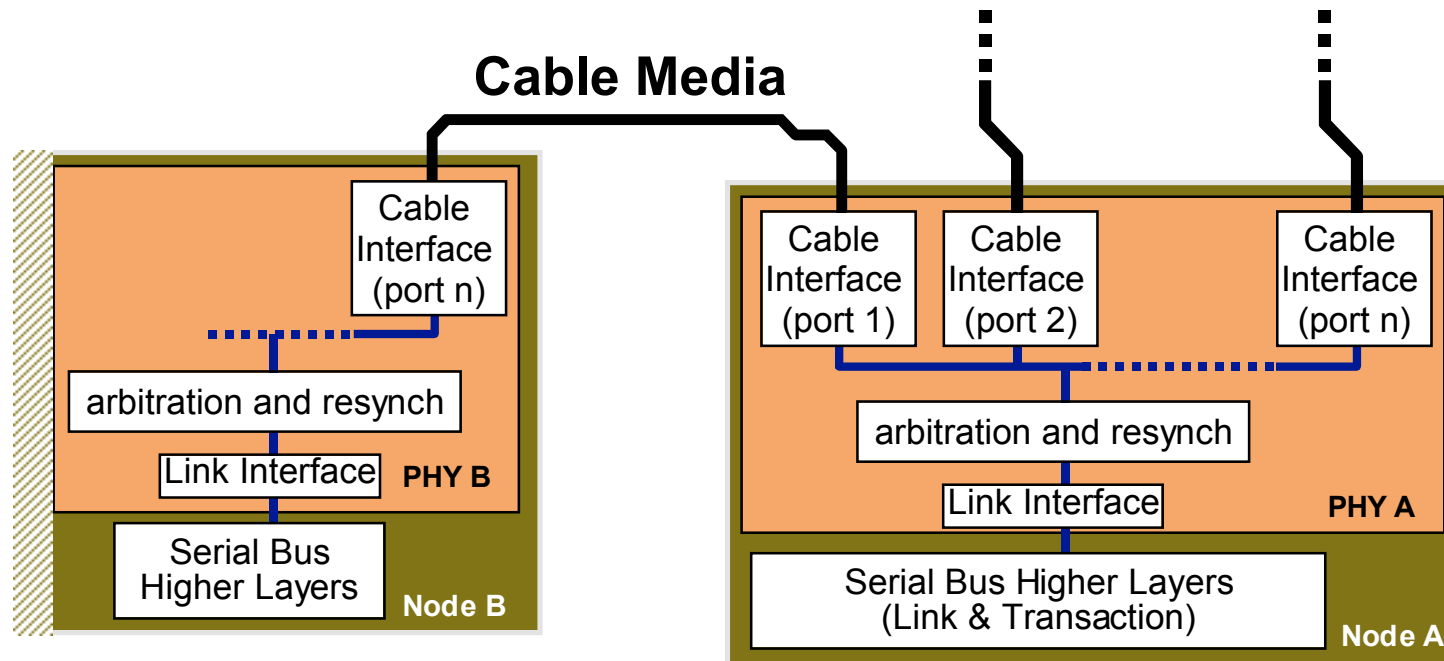 Cable Media
Cable
Interface
(port n)
arbitration and resynch
Link Interface
PHY B
Serial Bus
Higher Layers
Node B
Cable
Interface
(port 1)
Cable
Interface
(port 2)
Cable
Interface
(port n)
arbitration and resynch
Link Interface
PHY A
Serial Bus Higher Layers
(Link & Transaction)
Node A